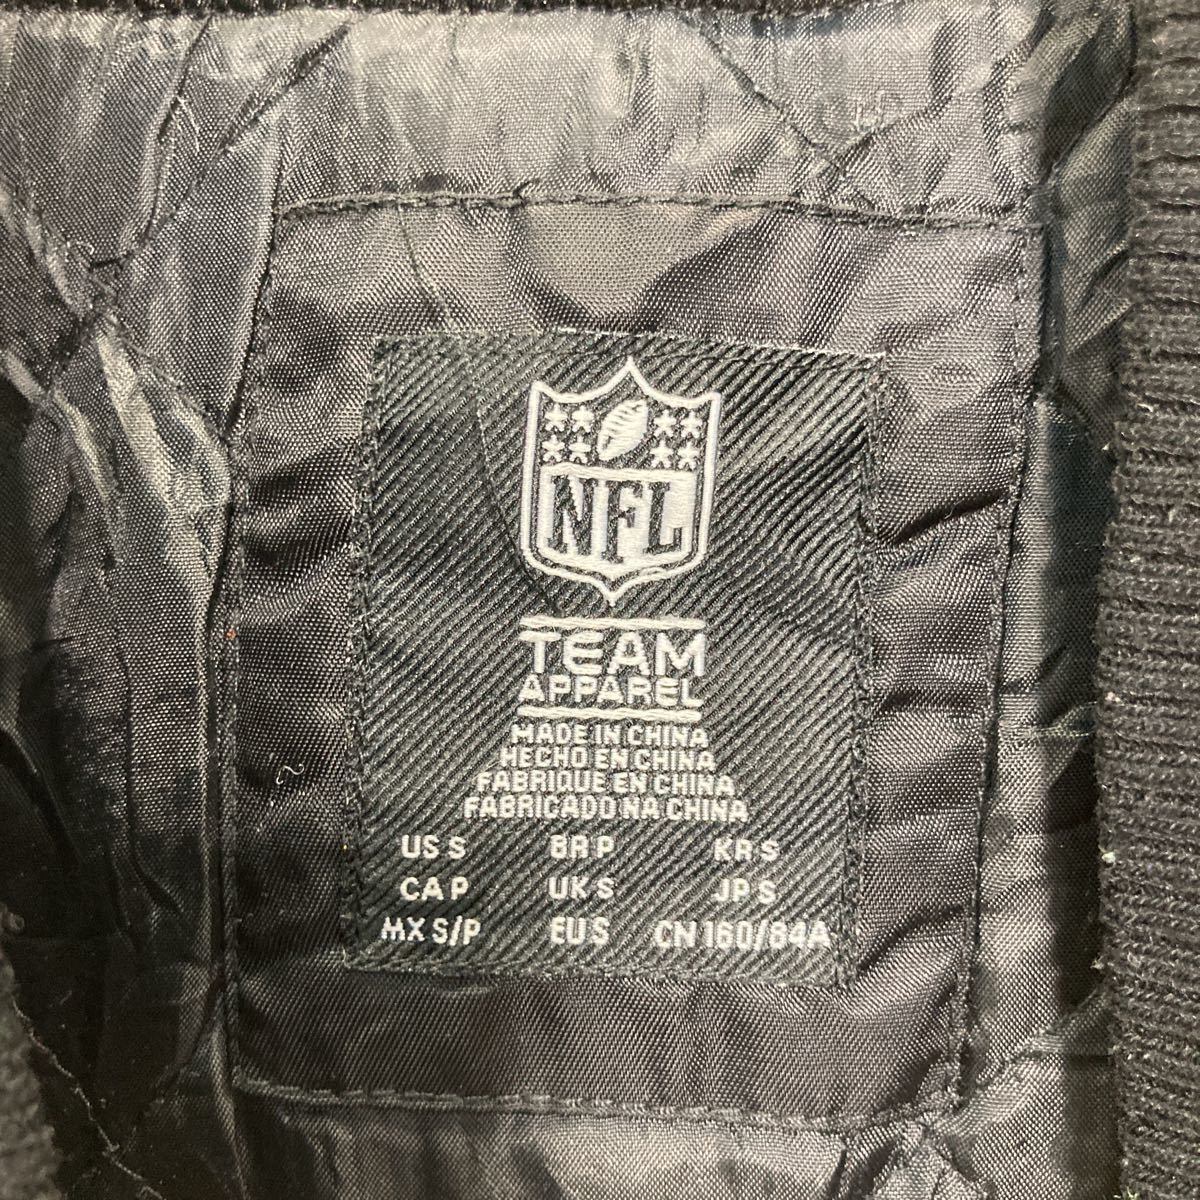 NFL
TEAM
APPAREL
MADE IN CHINA
HECHO EN CHINA
FABRIQUE EN CHINA
FABRICADO NA CHINA
US S BR P KR S
CA P UK S JP S
MX S/P EU S CN 160/84A